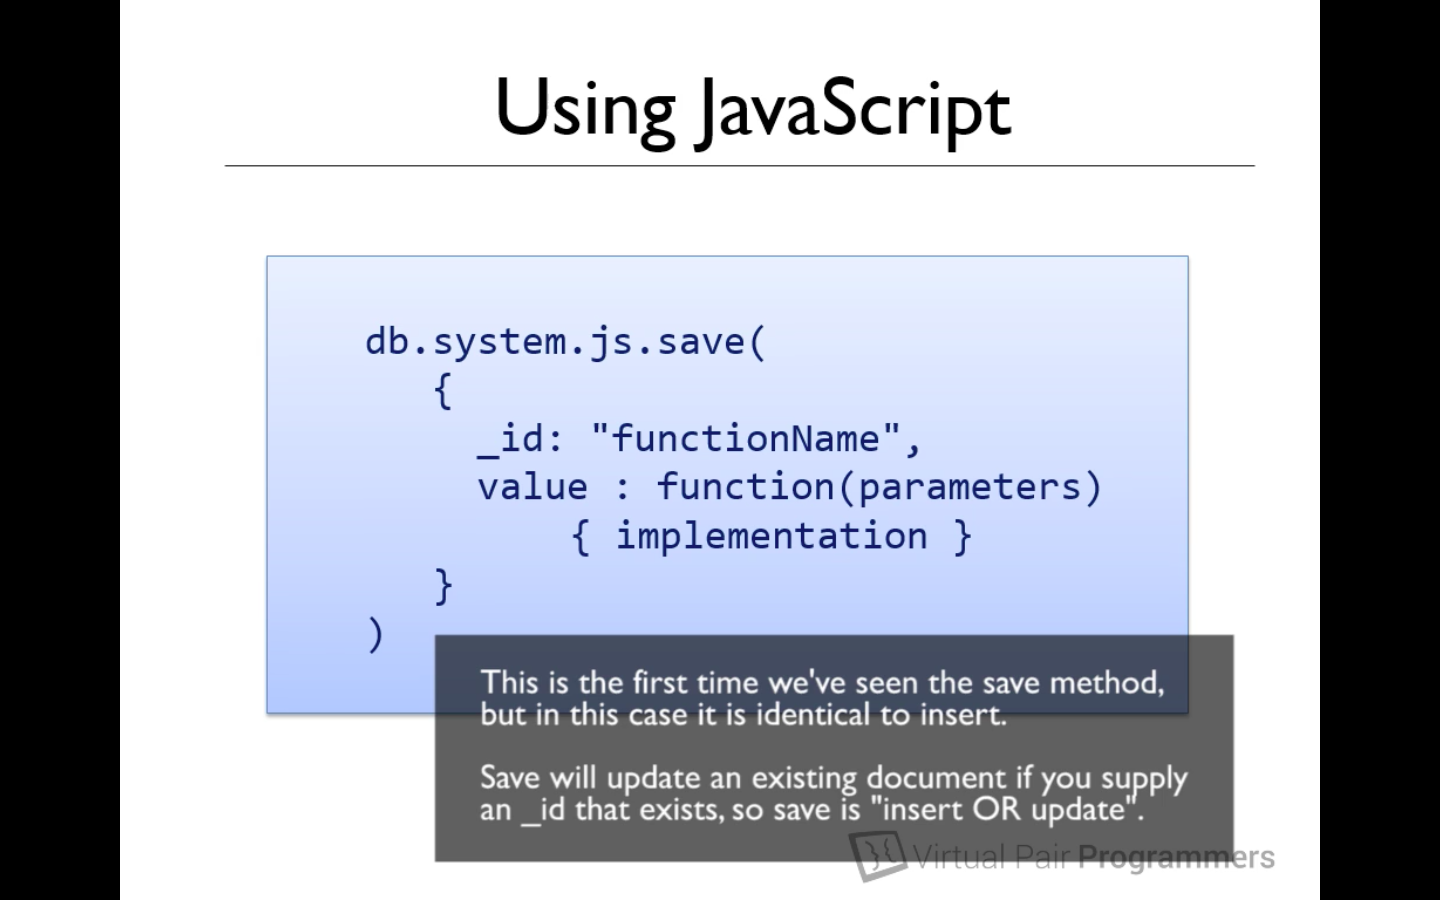 Using JavaScript
db.system.js.save(
{
_id: "functionName",
value : function(parameters)
{ implementation }
}
)
This is the first time we've seen the save method,
but in this case it is identical to insert.
Save will update an existing document if you supply
an _id that exists, so save is "insert OR update".
Virtual Pair Programmers